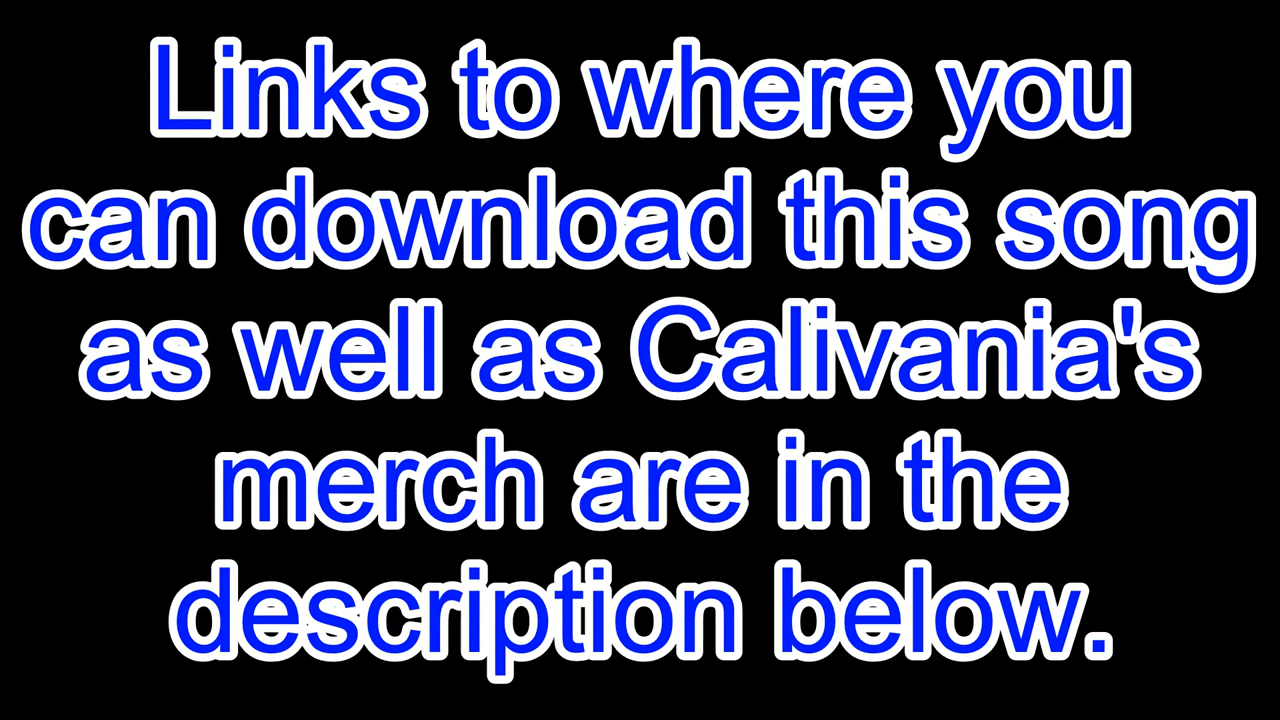 Links to where you
can download this song
as well as Calivania's
merch are in the
description below.